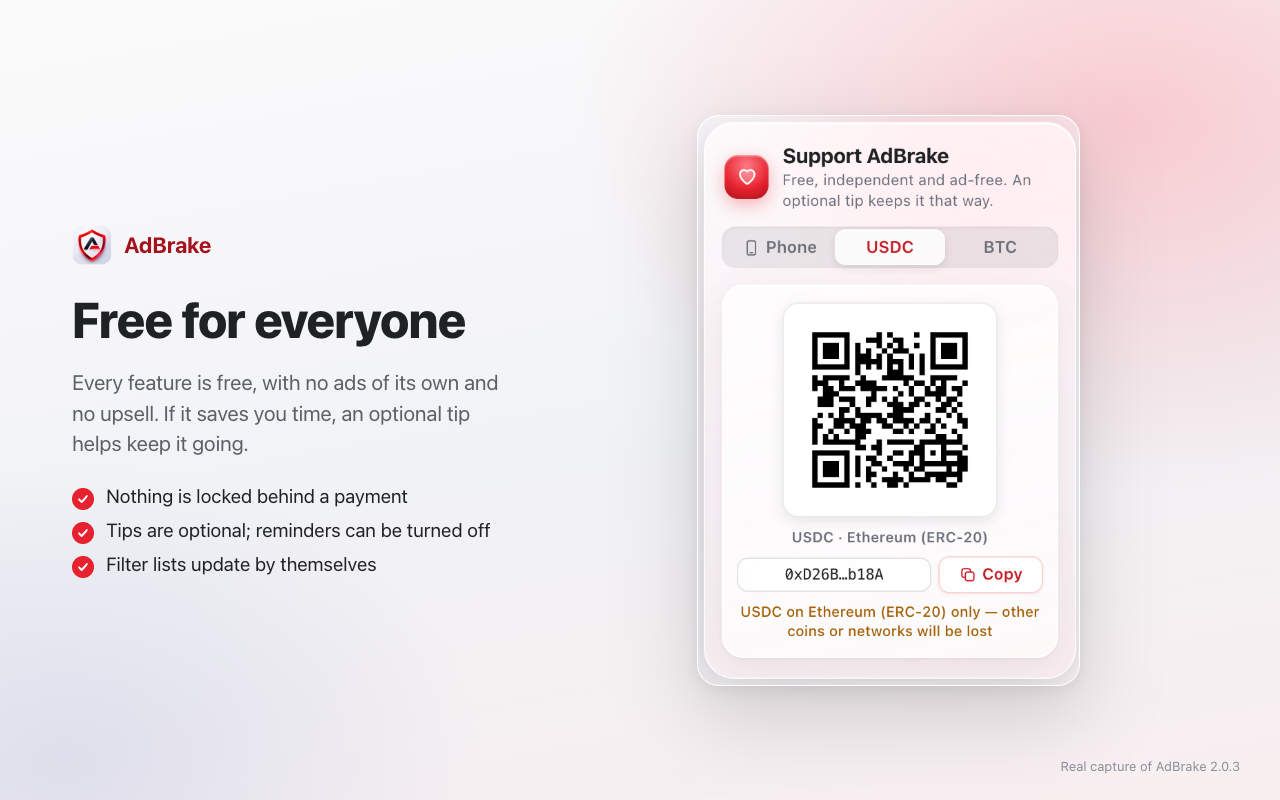 AdBrake
Free for everyone
Every feature is free, with no ads of its own and
no upsell. If it saves you time, an optional tip
helps keep it going.
Nothing is locked behind a payment
Tips are optional; reminders can be turned off
Filter lists update by themselves
Support AdBrake
Free, independent and ad-free. An
optional tip keeps it that way.
Phone USDC BTC
USDC · Ethereum (ERC-20)
0xD26B…b18A Copy
USDC on Ethereum (ERC-20) only — other
coins or networks will be lost
Real capture of AdBrake 2.0.3